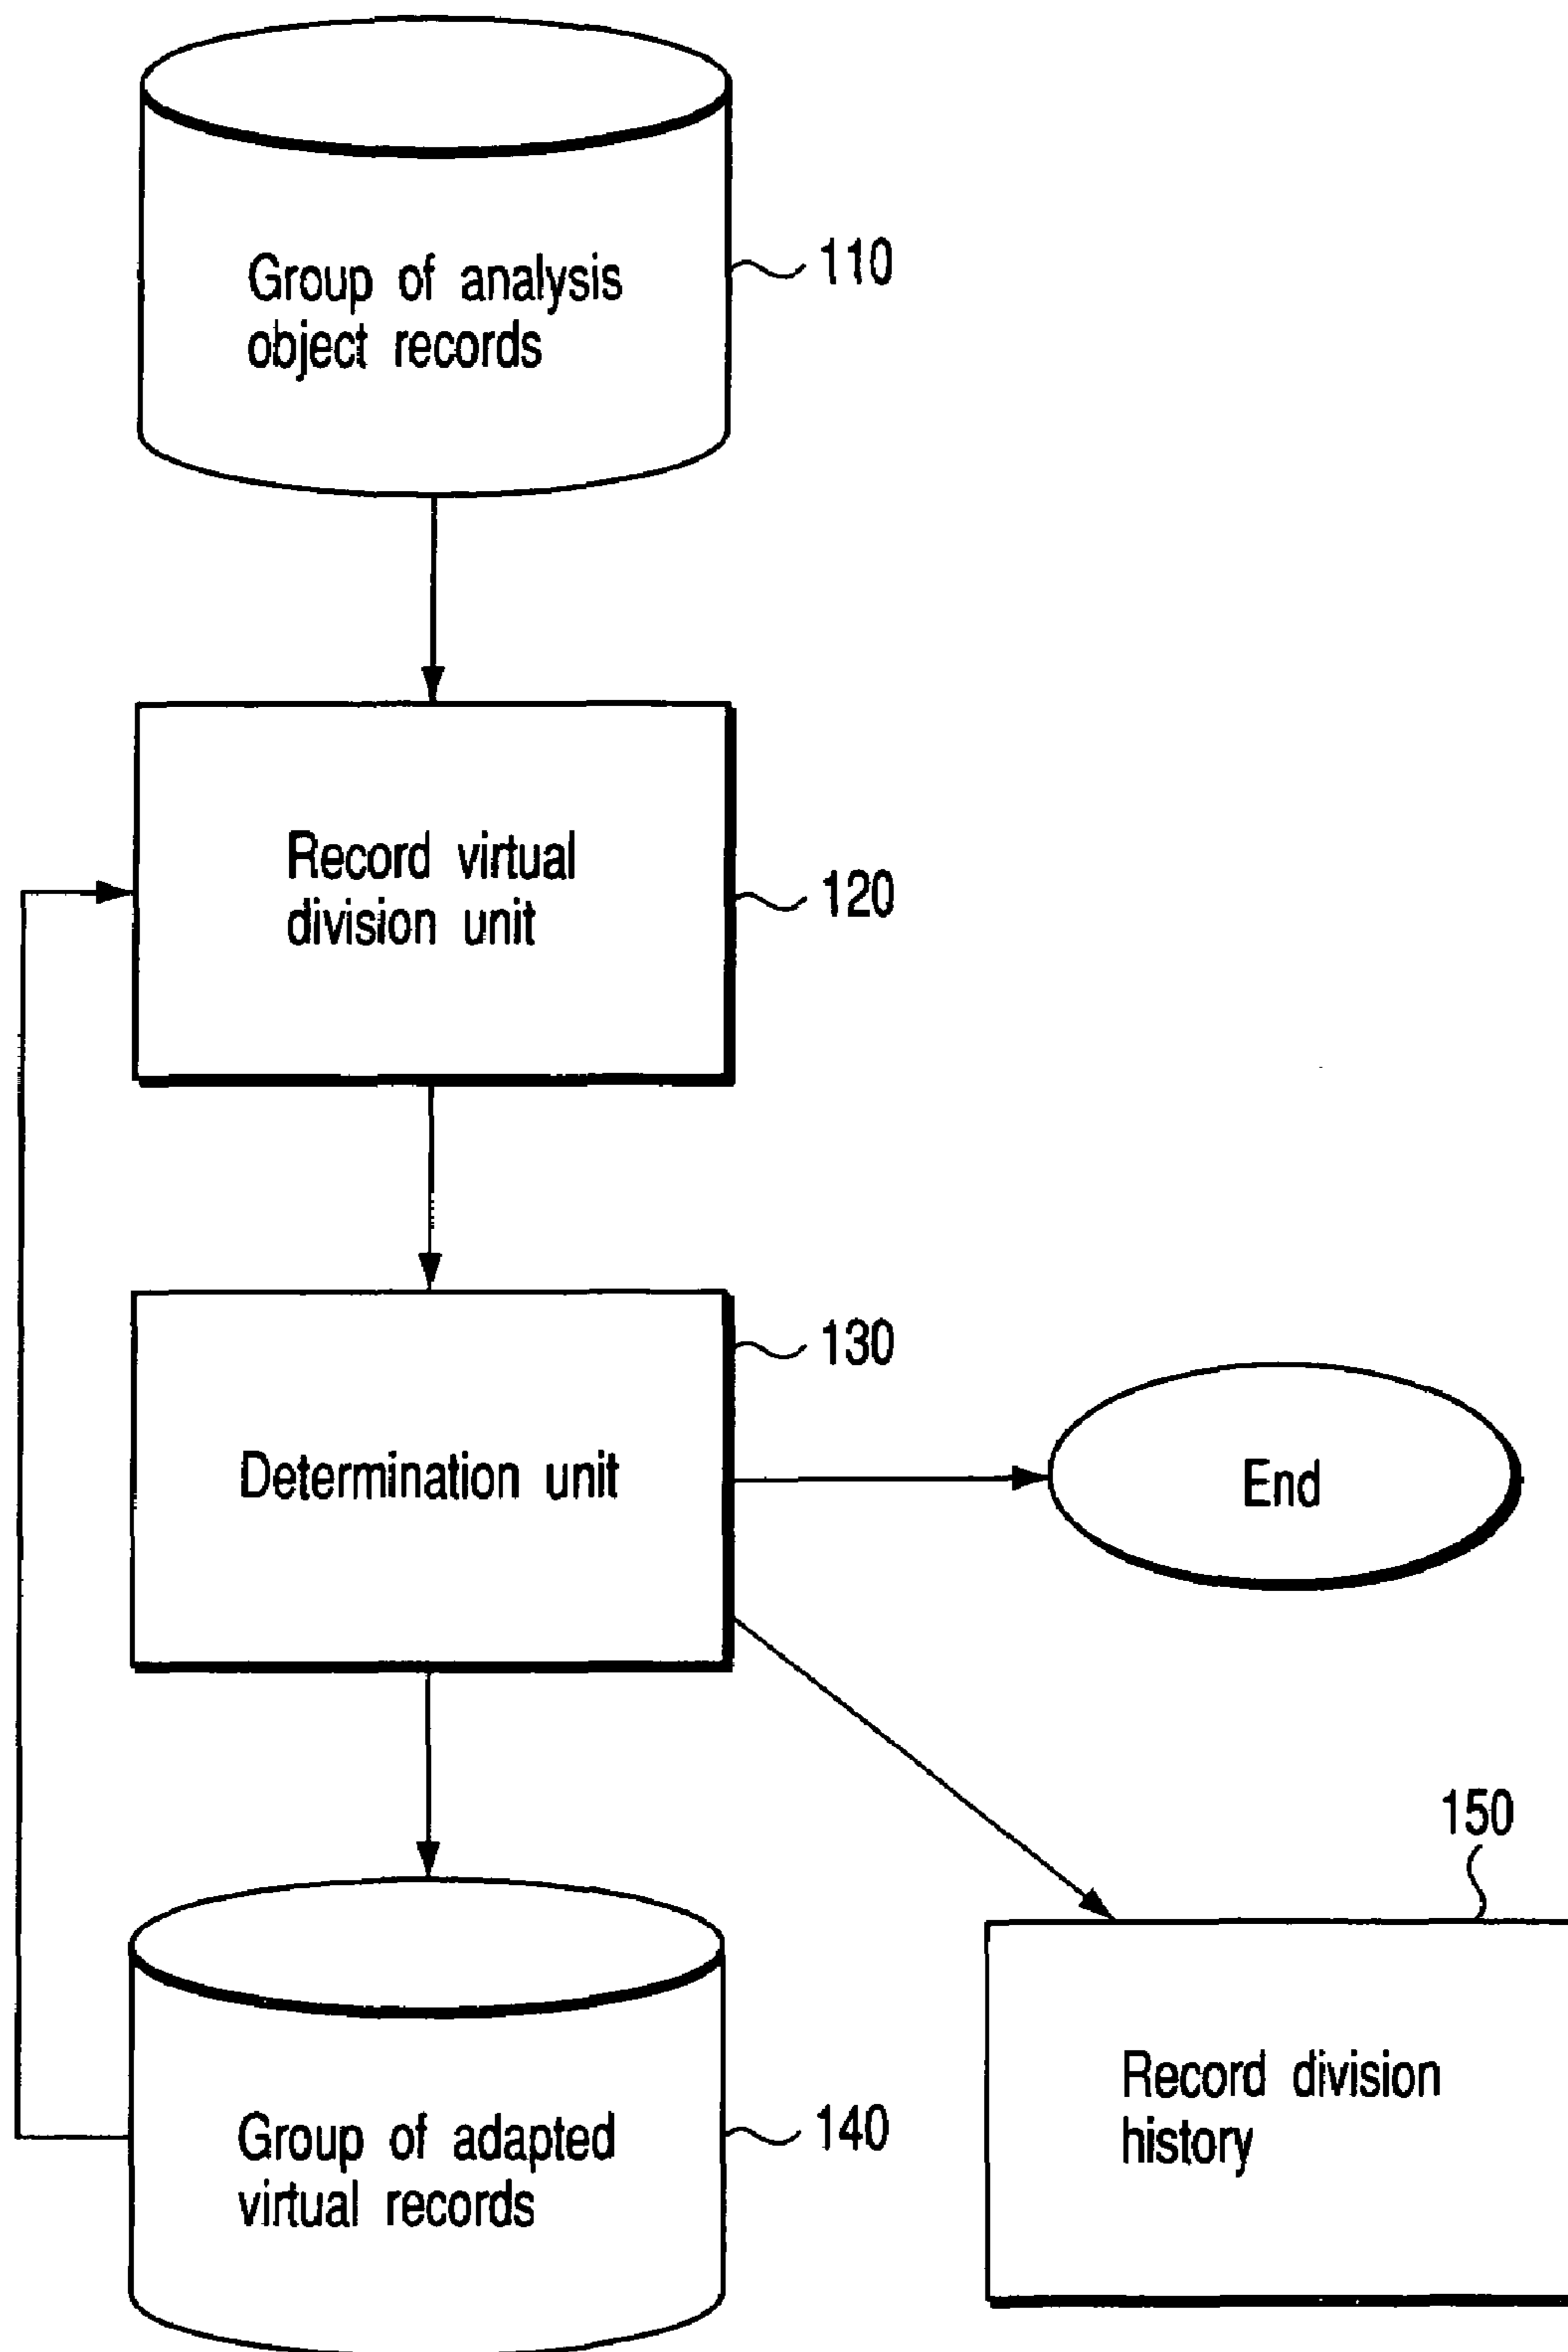 Group of analysis
object records
110
Record virtual
division unit
120
130
Determination unit
End
150
Record division
history
Group of adapted
virtual records
140